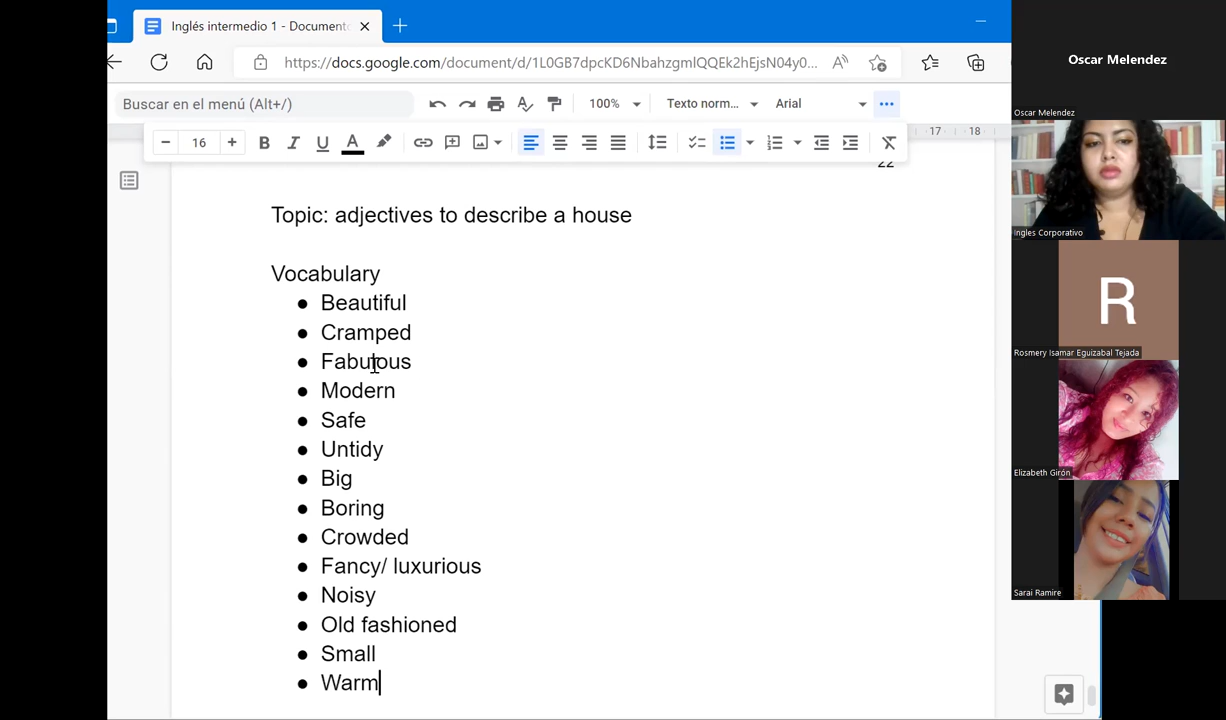 Inglés intermedio 1 - Documento
https://docs.google.com/document/d/1L0GB7dpcKD6NbahzgmlQQEk2hEjsN04y0...
Buscar en el menú (Alt+/)
100%
Texto norm...
Arial
16
17
18
22
Topic: adjectives to describe a house
Vocabulary
Beautiful
Cramped
Fabulous
Modern
Safe
Untidy
Big
Boring
Crowded
Fancy/ luxurious
Noisy
Old fashioned
Small
Warm
Oscar Melendez
Oscar Melendez
Ingles Corporativo
R
Rosmery Isamar Eguizabal Tejada
Elizabeth Girón
Sarai Ramire